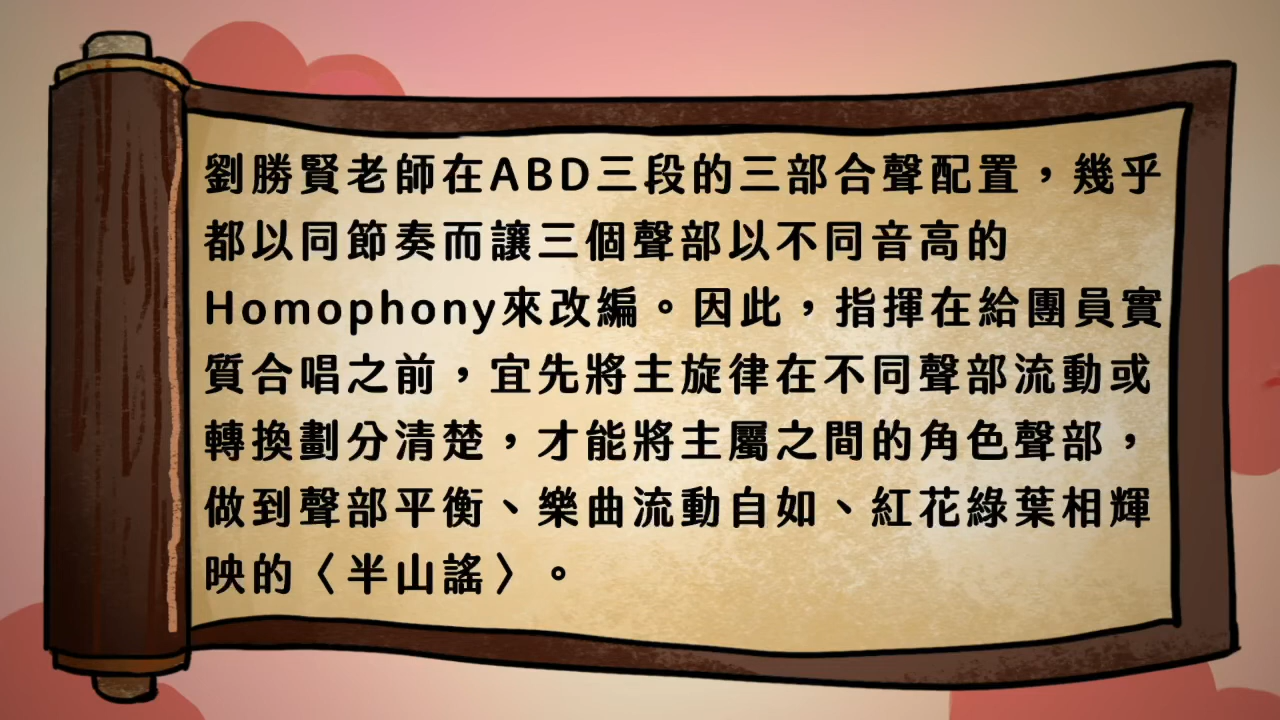 劉勝賢老師在ABD三段的三部合聲配置，幾乎
都以同節奏而讓三個聲部以不同音高的
Homophony來改編。因此，指揮在給團員實
質合唱之前，宜先將主旋律在不同聲部流動或
轉換劃分清楚，才能將主屬之間的角色聲部，
做到聲部平衡、樂曲流動自如、紅花綠葉相輝
映的〈半山謠〉。